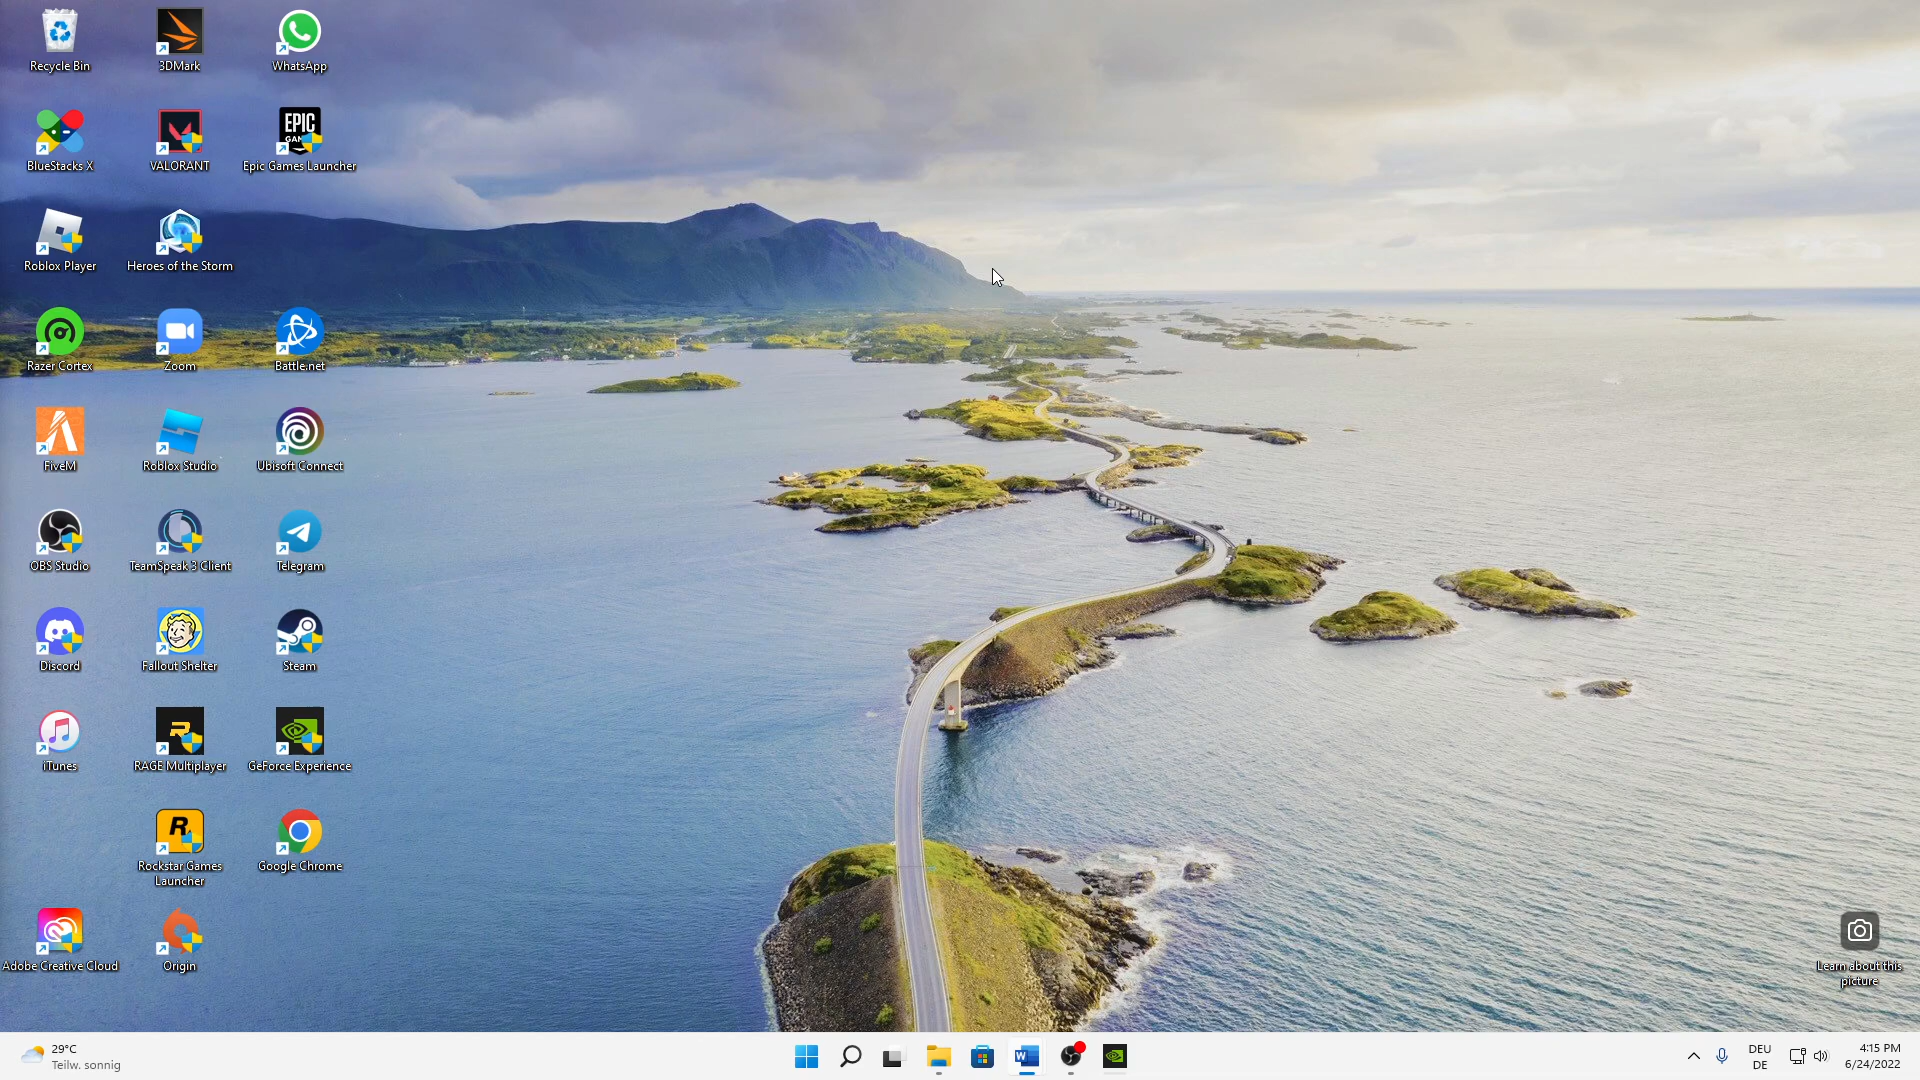 Recycle Bin
3DMark
WhatsApp
BlueStacks X
VALORANT
EPIC
GAMES
Epic Games Launcher
Roblox Player
Heroes of the Storm
Razer Cortex
Zoom
Battle.net
FiveM
Roblox Studio
Ubisoft Connect
OBS Studio
TeamSpeak 3 Client
Telegram
Discord
Fallout Shelter
Steam
iTunes
RAGE Multiplayer
GeForce Experience
Rockstar Games
Launcher
Google Chrome
Adobe Creative Cloud
Origin
Learn about this
picture
29°C
Teilw. sonnig
DEU
DE
4:15 PM
6/24/2022